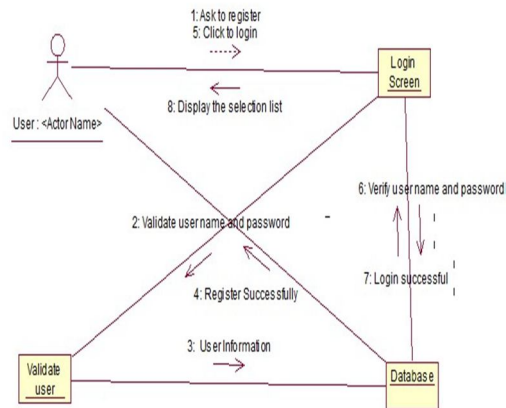 1: Ask to register
5: Click to login
Login
Screen
8: Display the selection list
User : <Actor Name>
6: Verify user name and password
2: Validate user name and password
7: Login successful
4: Register Successfully
3: User Information
Validate
user
Database